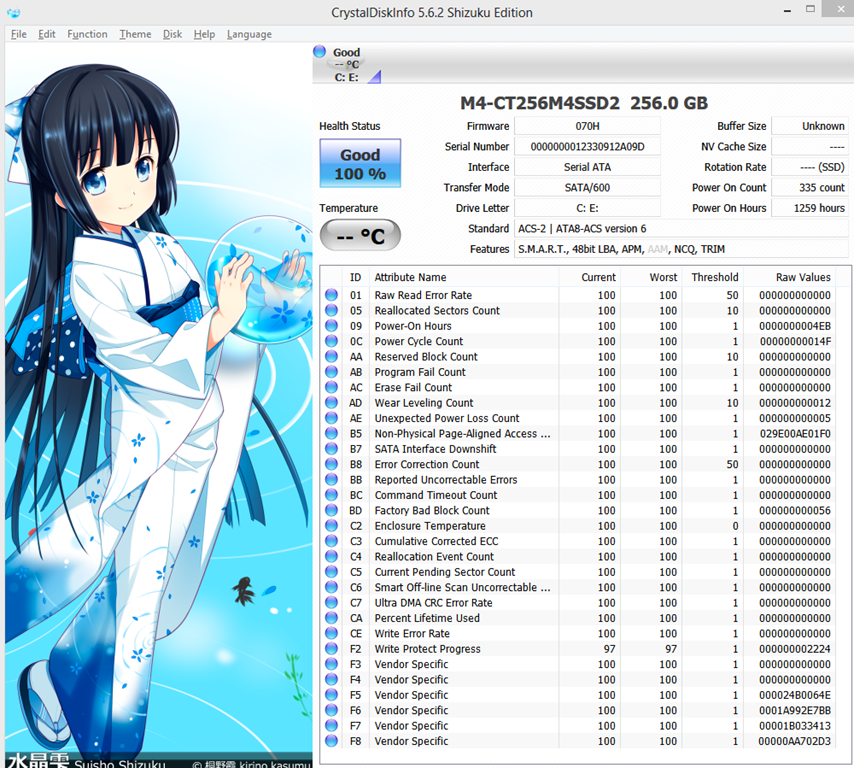 CrystalDiskInfo 5.6.2 Shizuku Edition
File Edit Function Theme Disk Help Language
Good
-- °C
C: E:
M4-CT256M4SSD2 256.0 GB
Health Status
Good
100 %
Temperature
-- °C
Firmware 070H Buffer Size Unknown
Serial Number 0000000012330912A09D NV Cache Size ----
Interface Serial ATA Rotation Rate ---- (SSD)
Transfer Mode SATA/600 Power On Count 335 count
Drive Letter C: E: Power On Hours 1259 hours
Standard ACS-2 | ATA8-ACS version 6
Features S.M.A.R.T., 48bit LBA, APM, AAM, NCQ, TRIM
ID Attribute Name Current Worst Threshold Raw Values
01 Raw Read Error Rate 100 100 50 000000000000
05 Reallocated Sectors Count 100 100 10 000000000000
09 Power-On Hours 100 100 1 0000000004EB
0C Power Cycle Count 100 100 1 00000000014F
AA Reserved Block Count 100 100 10 000000000000
AB Program Fail Count 100 100 1 000000000000
AC Erase Fail Count 100 100 1 000000000000
AD Wear Leveling Count 100 100 10 000000000012
AE Unexpected Power Loss Count 100 100 1 000000000005
B5 Non-Physical Page-Aligned Access ... 100 100 1 029E00AE01F0
B7 SATA Interface Downshift 100 100 1 000000000000
B8 Error Correction Count 100 100 50 000000000000
BB Reported Uncorrectable Errors 100 100 1 000000000000
BC Command Timeout Count 100 100 1 000000000000
BD Factory Bad Block Count 100 100 1 000000000056
C2 Enclosure Temperature 100 100 0 000000000000
C3 Cumulative Corrected ECC 100 100 1 000000000000
C4 Reallocation Event Count 100 100 1 000000000000
C5 Current Pending Sector Count 100 100 1 000000000000
C6 Smart Off-line Scan Uncorrectable ... 100 100 1 000000000000
C7 Ultra DMA CRC Error Rate 100 100 1 000000000000
CA Percent Lifetime Used 100 100 1 000000000000
CE Write Error Rate 100 100 1 000000000000
F2 Write Protect Progress 97 97 1 000000002224
F3 Vendor Specific 100 100 1 000000000000
F4 Vendor Specific 100 100 1 000000000000
F5 Vendor Specific 100 100 1 000024B0064E
F6 Vendor Specific 100 100 1 0001A992E7BB
F7 Vendor Specific 100 100 1 00001B033413
F8 Vendor Specific 100 100 1 00000AA702D3
水晶雫 Suisho Shizuku © 桐野霞 kirino kasumu